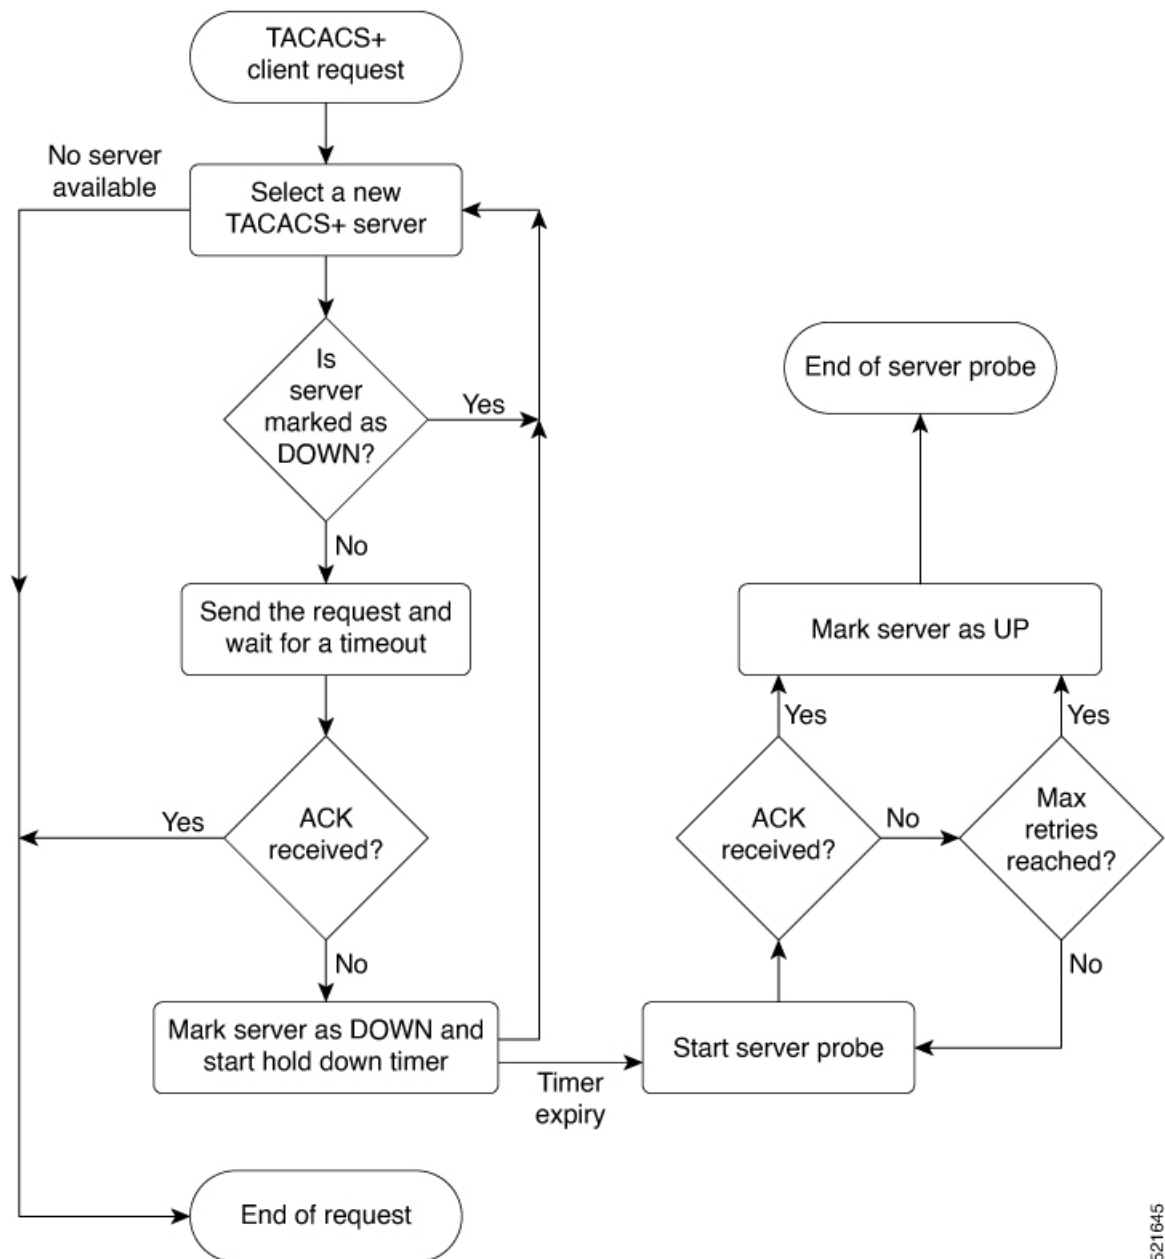 TACACS+
client request
No server
available
Select a new
TACACS+ server
Is
server
marked as
DOWN?
Yes
No
End of server probe
Send the request and
wait for a timeout
Mark server as UP
Yes
Yes
Yes
ACK
received?
No
ACK
received?
No
Max
retries
reached?
No
Mark server as DOWN and
start hold down timer
Start server probe
Timer
expiry
End of request
521645